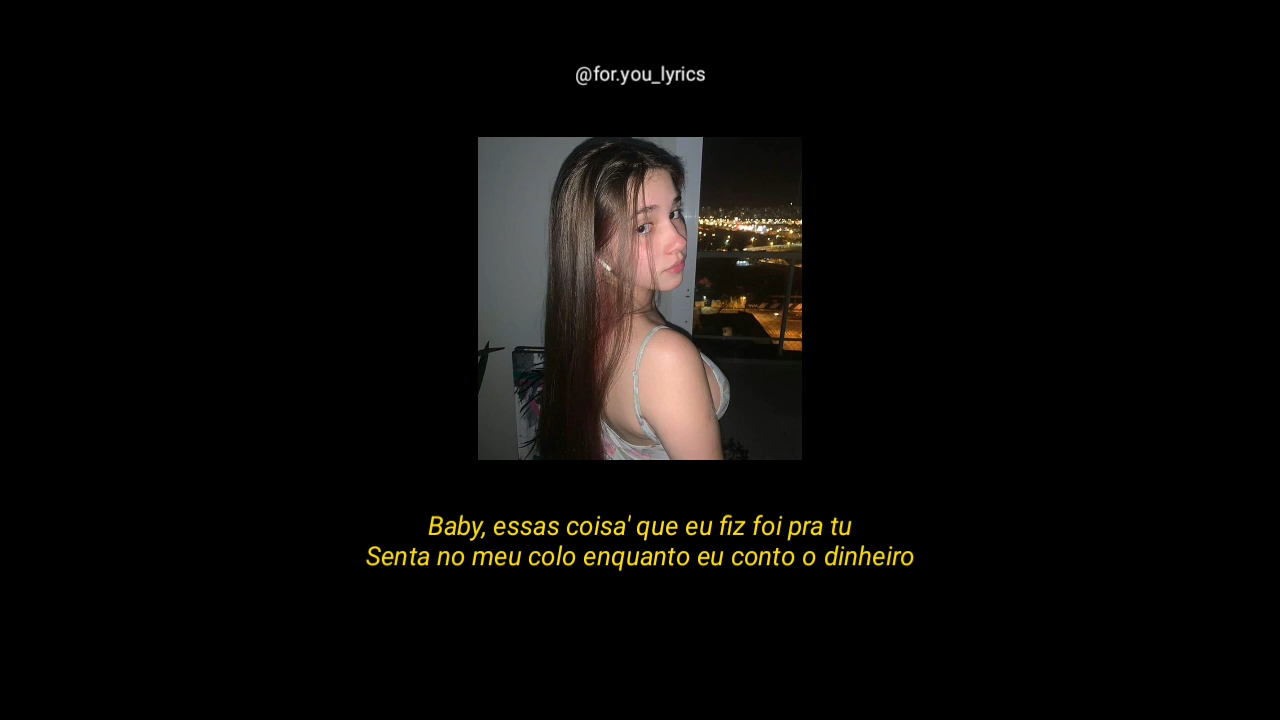 @for.you_lyrics
Baby, essas coisa' que eu fiz foi pra tu
Senta no meu colo enquanto eu conto o dinheiro